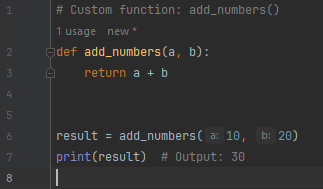 1 # Custom function: add_numbers()
1 usage new *
2 def add_numbers(a, b):
3     return a + b
4
5
6 result = add_numbers( a: 10, b: 20)
7 print(result)  # Output: 30
8